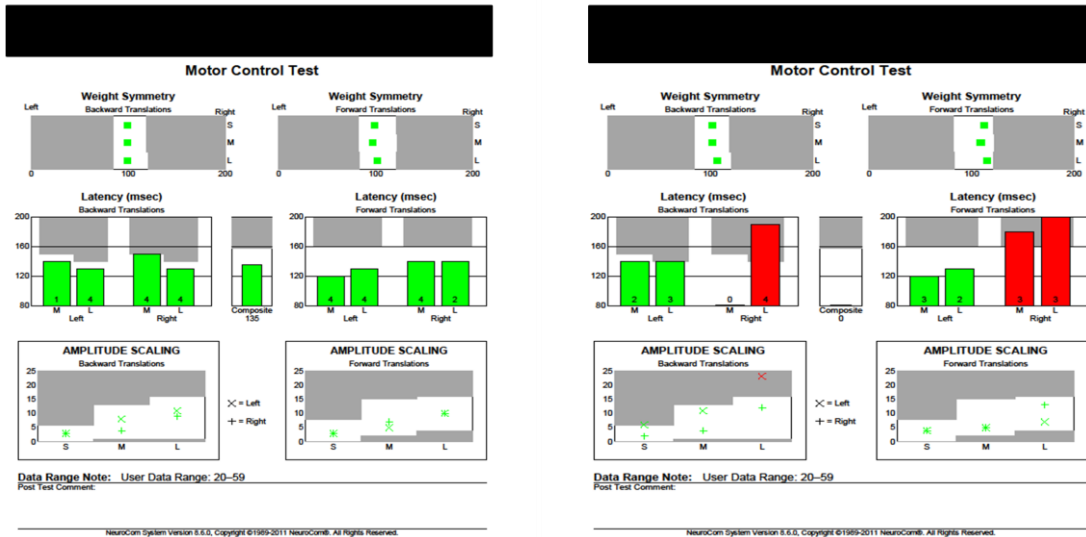 Motor Control Test
Weight Symmetry
Backward Translations
Left
Right
S
M
L
0 100 200
Weight Symmetry
Forward Translations
Right
S
M
L
0 100 200
Latency (msec)
Backward Translations
200
160
120
80
1 4 4 4
M L M L
Left Right
Composite
135
Latency (msec)
Forward Translations
200
160
120
80
4 4 4 2
M L M L
Left Right
AMPLITUDE SCALING
Backward Translations
25
20
15
10
5
0
S M L
X = Left
+ = Right
AMPLITUDE SCALING
Forward Translations
25
20
15
10
5
0
S M L
Data Range Note: User Data Range: 20–59
Post Test Comment:
NeuroCom System Version 8.6.0, Copyright ©1989-2011 NeuroCom®. All Rights Reserved.
Motor Control Test
Weight Symmetry
Backward Translations
Left
Right
S
M
L
0 100 200
Weight Symmetry
Forward Translations
Right
S
M
L
0 100 200
Latency (msec)
Backward Translations
200
160
120
80
2 3 0 4
M L M L
Left Right
Composite
0
Latency (msec)
Forward Translations
200
160
120
80
3 2 3 3
M L M L
Left Right
AMPLITUDE SCALING
Backward Translations
25
20
15
10
5
0
S M L
X = Left
+ = Right
AMPLITUDE SCALING
Forward Translations
25
20
15
10
5
0
S M L
Data Range Note: User Data Range: 20–59
Post Test Comment:
NeuroCom System Version 8.6.0, Copyright ©1989-2011 NeuroCom®. All Rights Reserved.